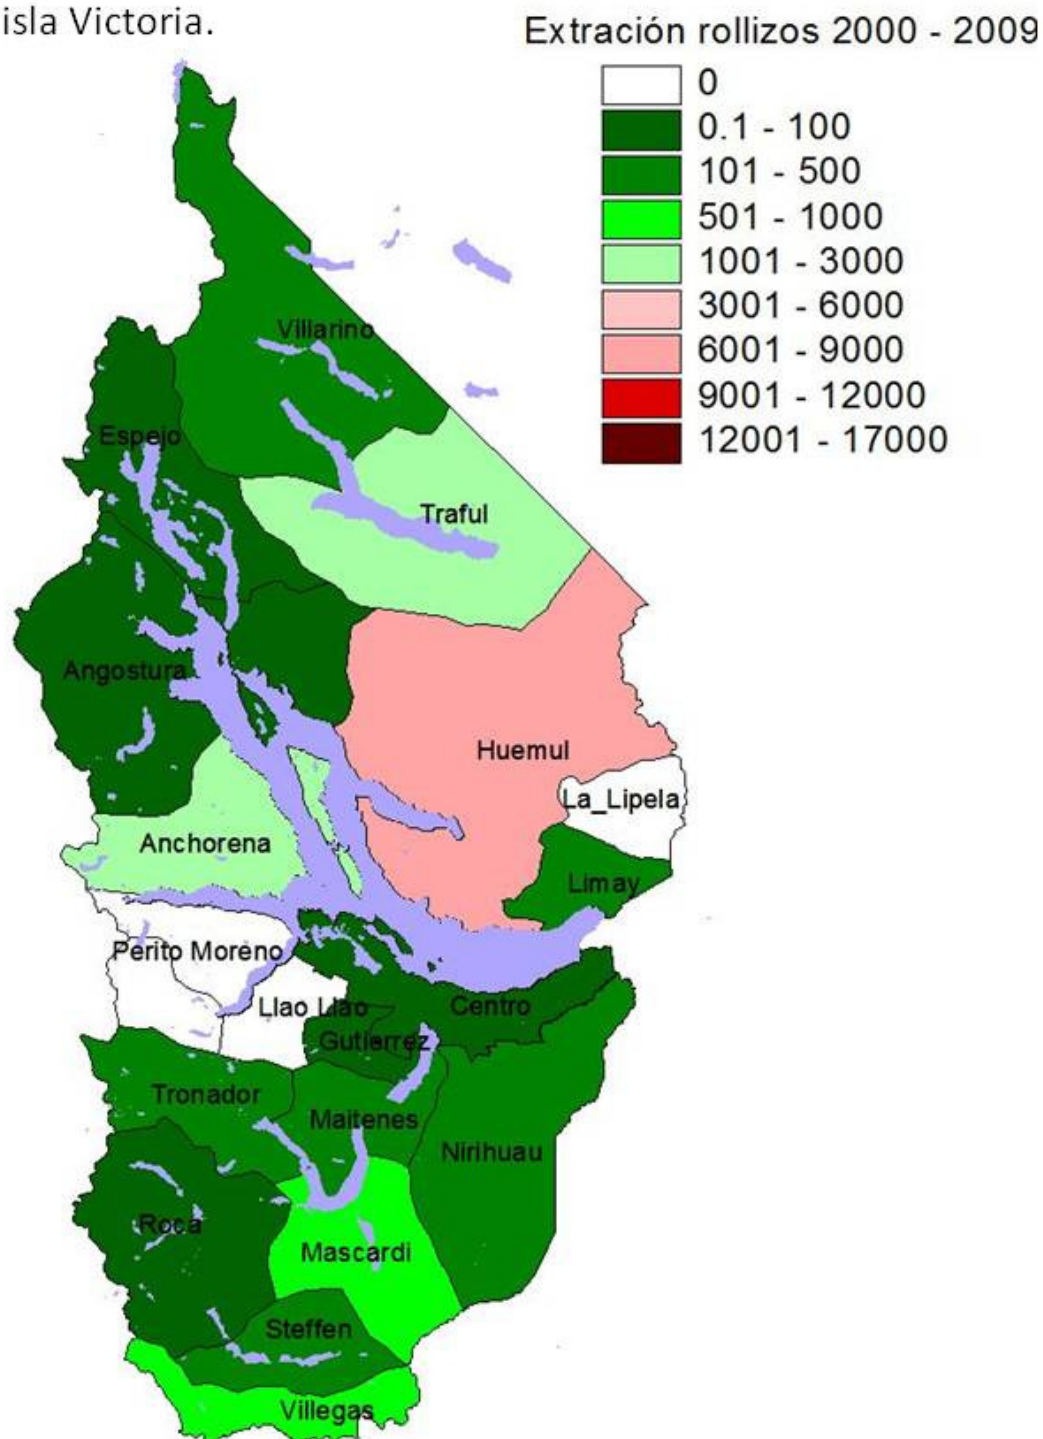 isla Victoria.
Extración rollizos 2000 - 2009
0
0.1 - 100
101 - 500
501 - 1000
1001 - 3000
3001 - 6000
6001 - 9000
9001 - 12000
12001 - 17000
Villarino
Espejo
Traful
Angostura
Huemul
La_Lipela
Anchorena
Limay
Perito Moreno
Llao Llao
Centro
Gutierrez
Tronador
Maitenes
Nirihuau
Roca
Mascardi
Steffen
Villegas